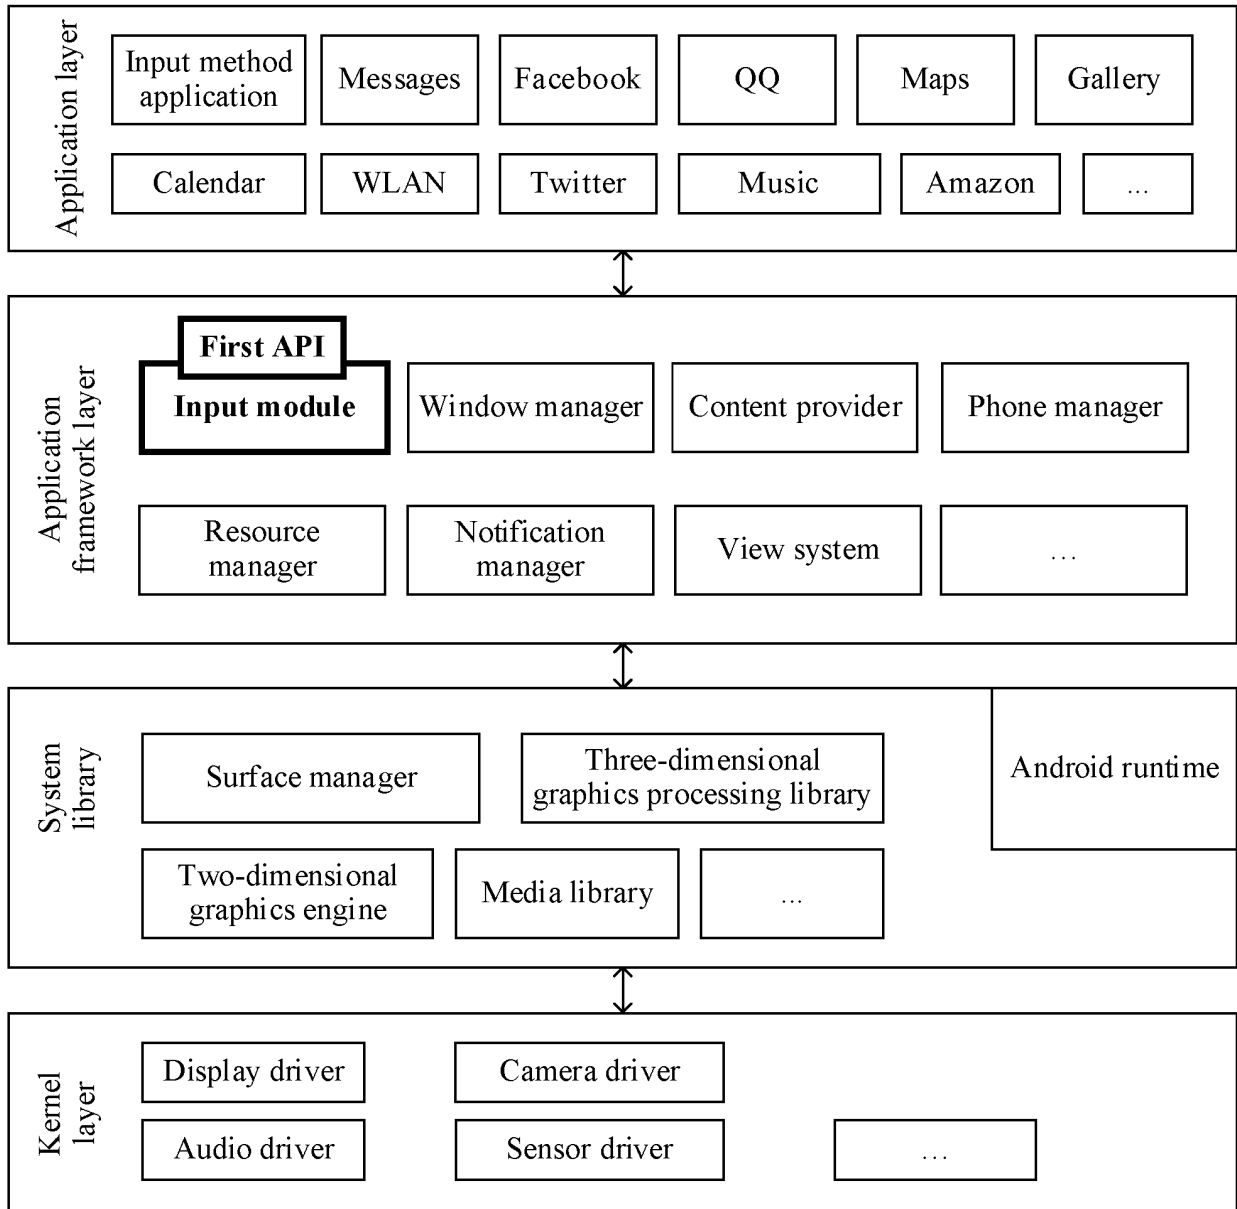 Application layer
Input method
application
Messages
Facebook
QQ
Maps
Gallery
Calendar
WLAN
Twitter
Music
Amazon
...
Application
framework layer
First API
Input module
Window manager
Content provider
Phone manager
Resource
manager
Notification
manager
View system
...
System
library
Surface manager
Three-dimensional
graphics processing library
Android runtime
Two-dimensional
graphics engine
Media library
...
Kernel
layer
Display driver
Camera driver
Audio driver
Sensor driver
...